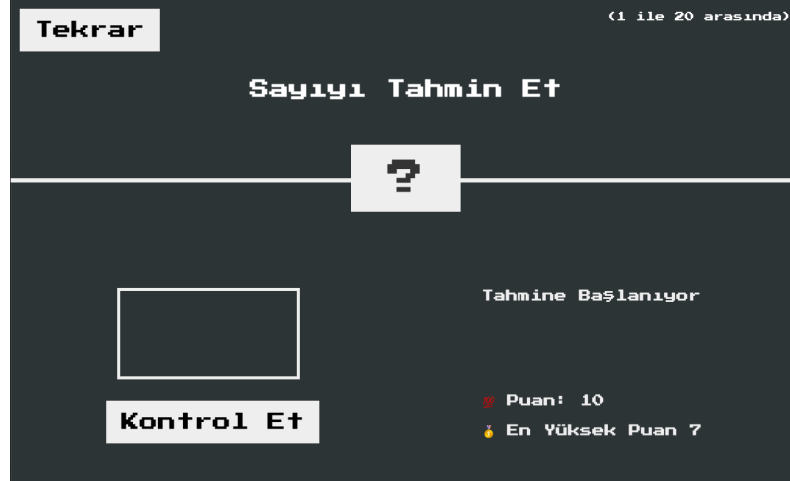 Tekrar
(1 ile 20 arasında)
Sayıyı Tahmin Et
?
Tahmine Başlanıyor
Kontrol Et
💯 Puan: 10
🥇 En Yüksek Puan 7